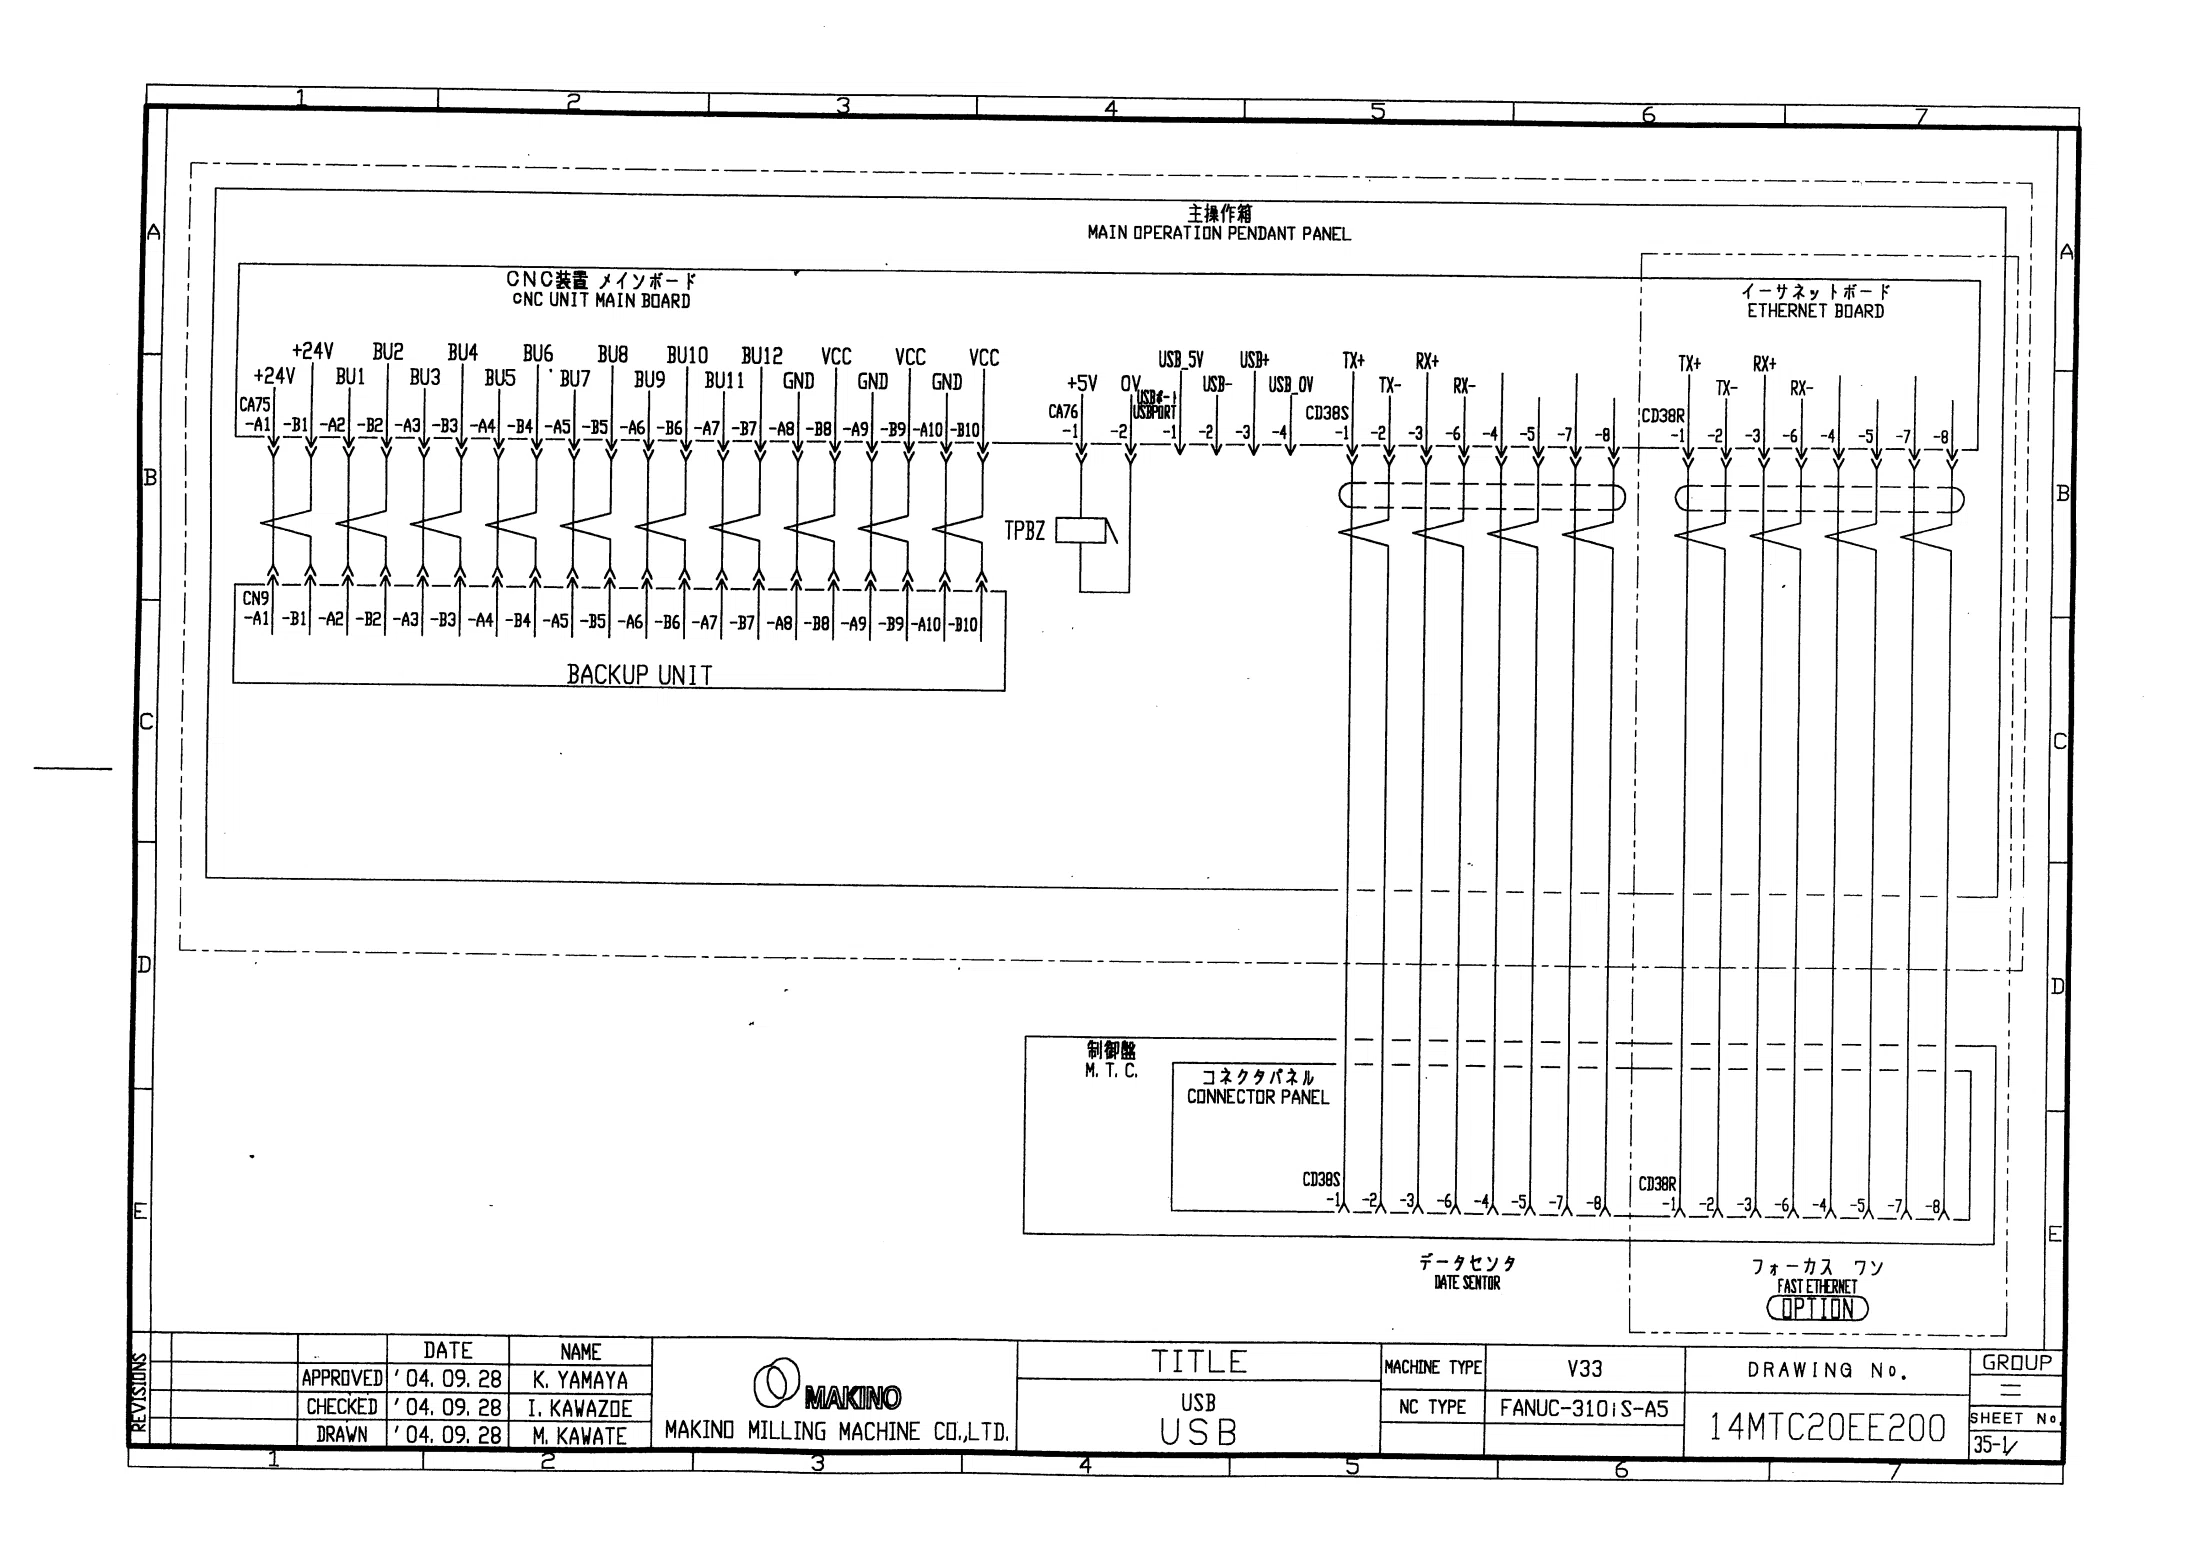 1 2 3 4 5 6 7
A A
主操作箱
MAIN OPERATION PENDANT PANEL
CNC装置 メインボード
CNC UNIT MAIN BOARD
イーサネットボード
ETHERNET BOARD
+24V BU2 BU4 BU6 BU8 BU10 BU12 VCC VCC VCC
+24V BU1 BU3 BU5 BU7 BU9 BU11 GND GND GND
USB_5V USB+ TX+ RX+ TX+ RX+
+5V 0V USB- USB_0V TX- RX- TX- RX-
USBポート
USBPORT
CA75 CA76 CD38S CD38R
-A1 -B1 -A2 -B2 -A3 -B3 -A4 -B4 -A5 -B5 -A6 -B6 -A7 -B7 -A8 -B8 -A9 -B9 -A10 -B10
-1 -2 -1 -2 -3 -4 -1 -2 -3 -6 -4 -5 -7 -8 -1 -2 -3 -6 -4 -5 -7 -8
B B
TPBZ
CN9
-A1 -B1 -A2 -B2 -A3 -B3 -A4 -B4 -A5 -B5 -A6 -B6 -A7 -B7 -A8 -B8 -A9 -B9 -A10 -B10
BACKUP UNIT
C C
D D
制御盤
M. T. C.
コネクタパネル
CONNECTOR PANEL
CD38S CD38R
-1 -2 -3 -6 -4 -5 -7 -8 -1 -2 -3 -6 -4 -5 -7 -8
E E
データセンタ
DATE SENTOR
フォーカス ワン
FAST ETHERNET
OPTION
REVISIONS
DATE NAME
APPROVED '04. 09. 28 K. YAMAYA
CHECKED '04. 09. 28 I. KAWAZOE
DRAWN '04. 09. 28 M. KAWATE
MAKINO
MAKINO MILLING MACHINE CO.,LTD.
TITLE
USB
USB
MACHINE TYPE V33
NC TYPE FANUC-310iS-A5
DRAWING No.
14MTC20EE200
GROUP
=
SHEET No.
35-1/
1 2 3 4 5 6 7